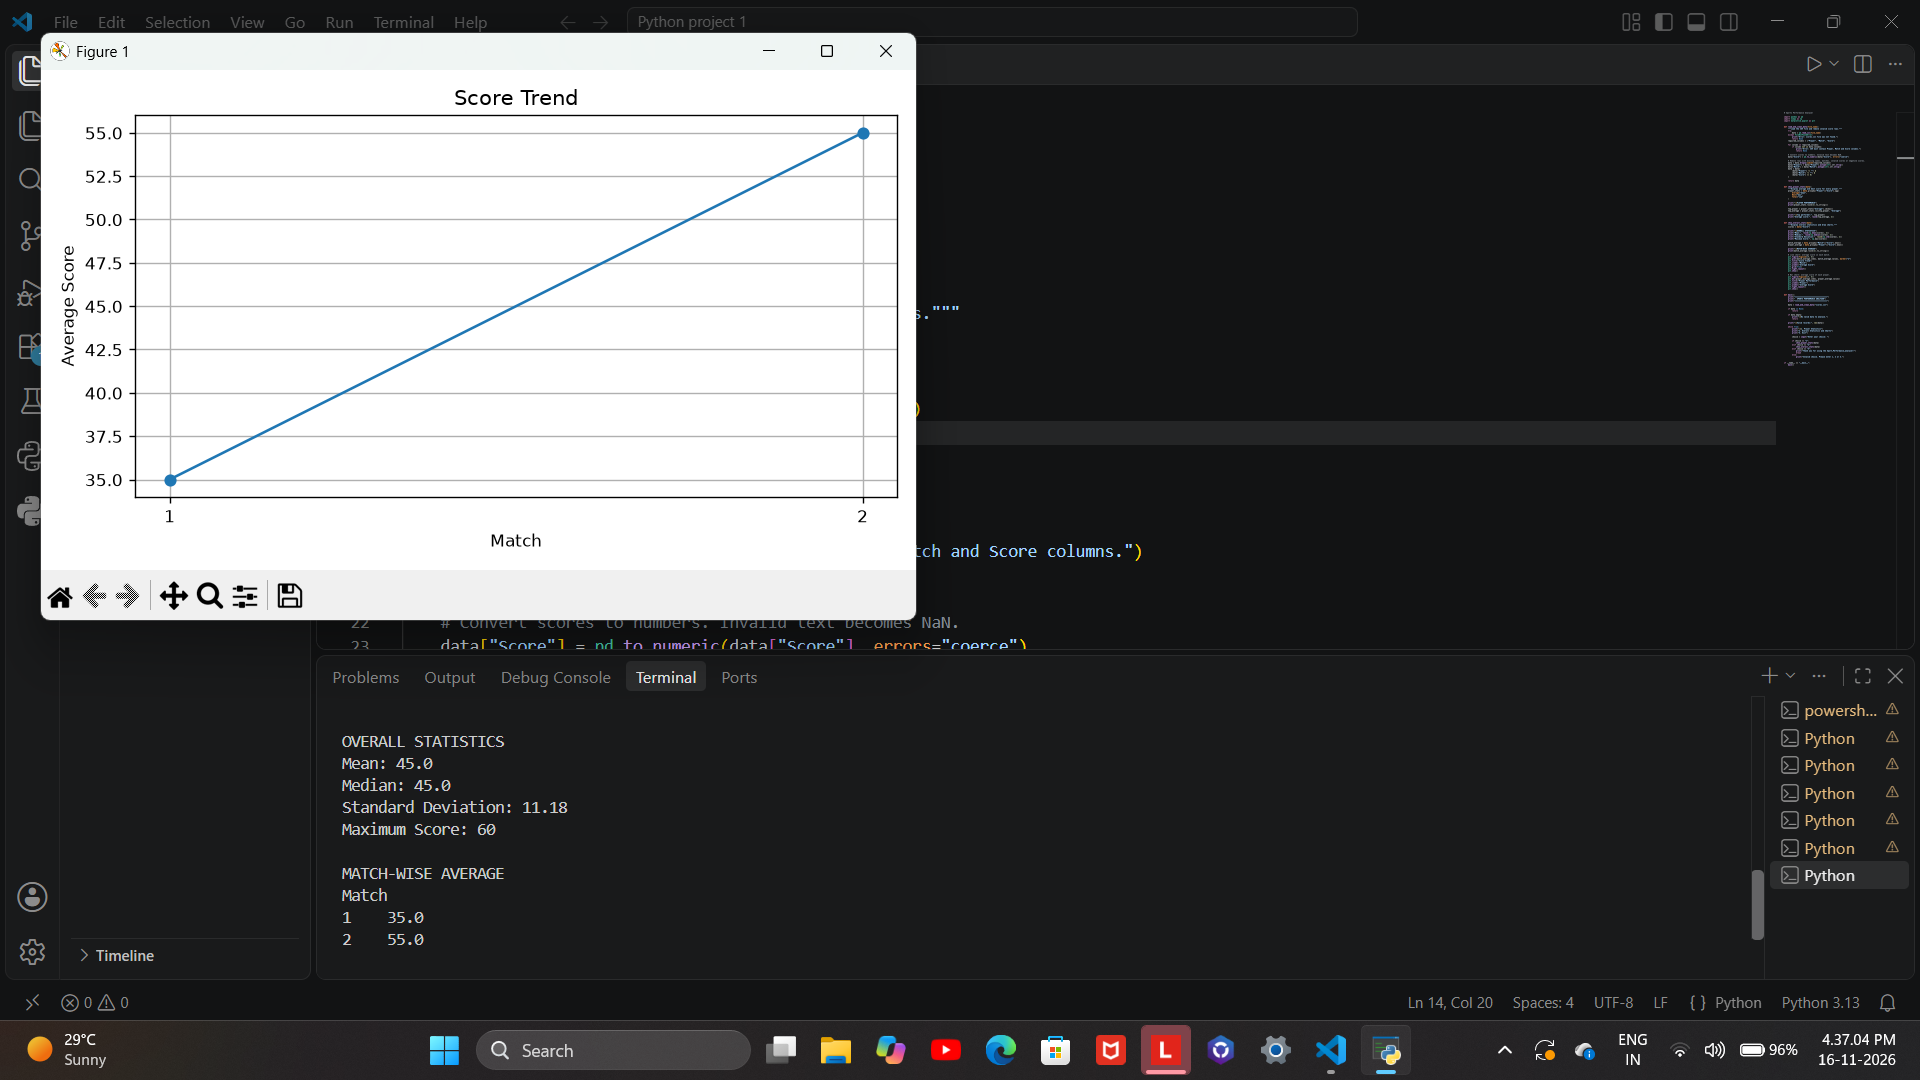 File Edit Selection View Go Run Terminal Help
Python project 1
Figure 1
Score Trend
55.0
52.5
50.0
47.5
45.0
42.5
40.0
37.5
35.0
Average Score
1 2
Match
s."""
)
tch and Score columns.")
22 # Convert scores to numbers. Invalid text becomes NaN.
23 data["Score"] = pd.to_numeric(data["Score"], errors="coerce")
Problems Output Debug Console Terminal Ports
OVERALL STATISTICS
Mean: 45.0
Median: 45.0
Standard Deviation: 11.18
Maximum Score: 60
MATCH-WISE AVERAGE
Match
1 35.0
2 55.0
powersh...
Python
Python
Python
Python
Python
Python
Timeline
0 0
Ln 14, Col 20 Spaces: 4 UTF-8 LF { } Python Python 3.13
29°C
Sunny
Search
L
ENG
IN
96%
4.37.04 PM
16-11-2026